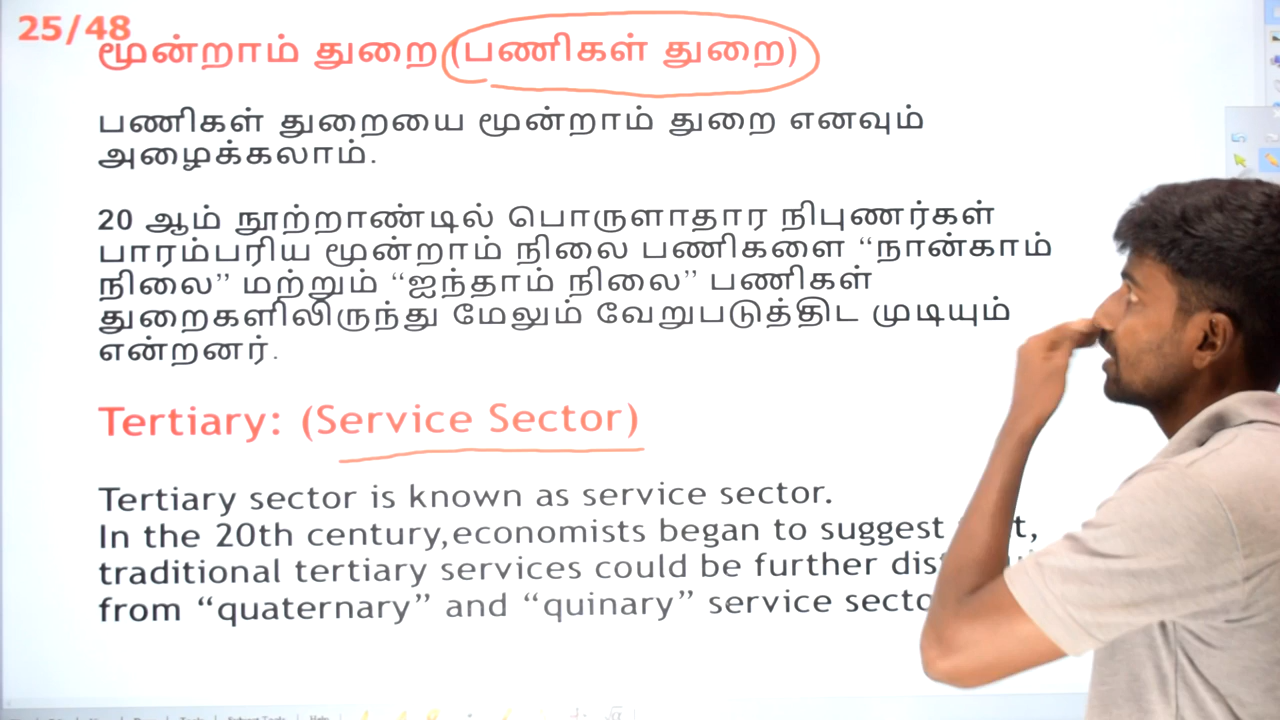 25/48
மூன்றாம் துறை (பணிகள் துறை)
பணிகள் துறையை மூன்றாம் துறை எனவும்
அழைக்கலாம்.
20 ஆம் நூற்றாண்டில் பொருளாதார நிபுணர்கள்
பாரம்பரிய மூன்றாம் நிலை பணிகளை “நான்காம்
நிலை” மற்றும் “ஐந்தாம் நிலை” பணிகள்
துறைகளிலிருந்து மேலும் வேறுபடுத்திட முடியும்
என்றனர்.
Tertiary: (Service Sector)
Tertiary sector is known as service sector.
In the 20th century,economists began to suggest
traditional tertiary services could be further
from “quaternary” and “quinary” service